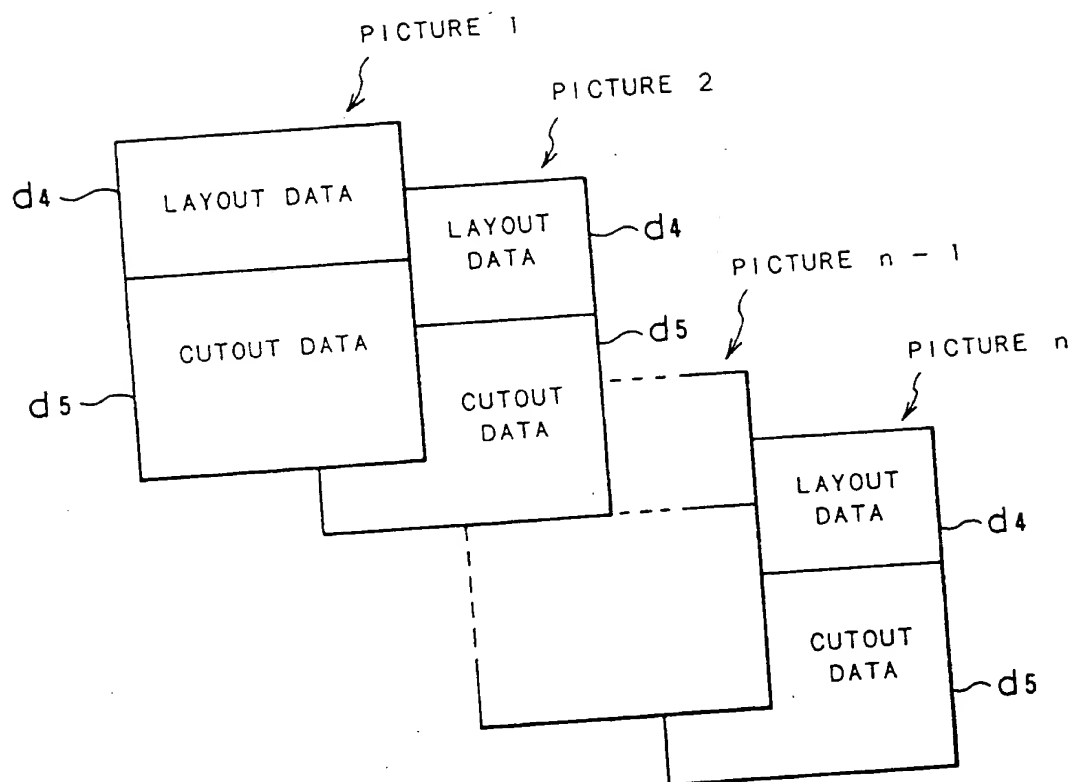 PICTURE 1
PICTURE 2
d4
LAYOUT DATA
LAYOUT
DATA
d4
PICTURE n - 1
CUTOUT DATA
d5
PICTURE n
d5
CUTOUT
DATA
LAYOUT
DATA
d4
CUTOUT
DATA
d5